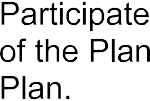 Participate
of the Plan
Plan.